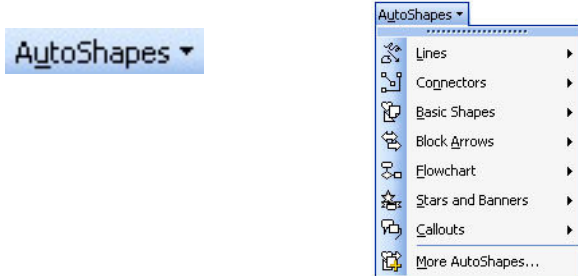 AutoShapes
AutoShapes
Lines
Connectors
Basic Shapes
Block Arrows
Flowchart
Stars and Banners
Callouts
More AutoShapes...